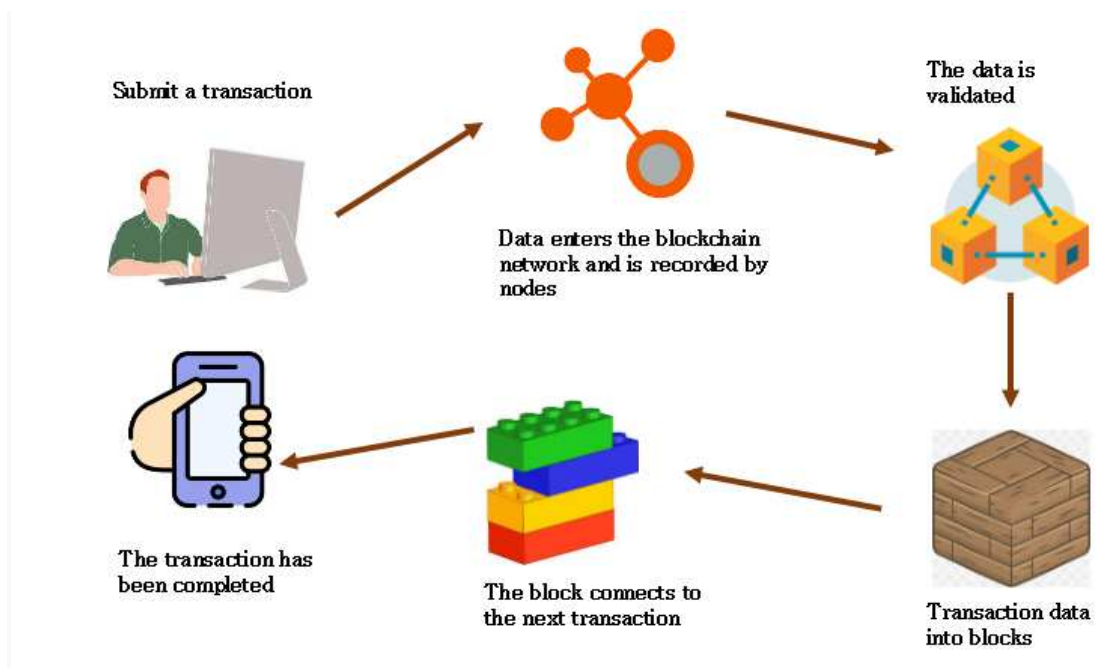 Submit a transaction
Data enters the blockchain
network and is recorded by
nodes
The data is
validated
Transaction data
into blocks
The block connects to
the next transaction
The transaction has
been completed